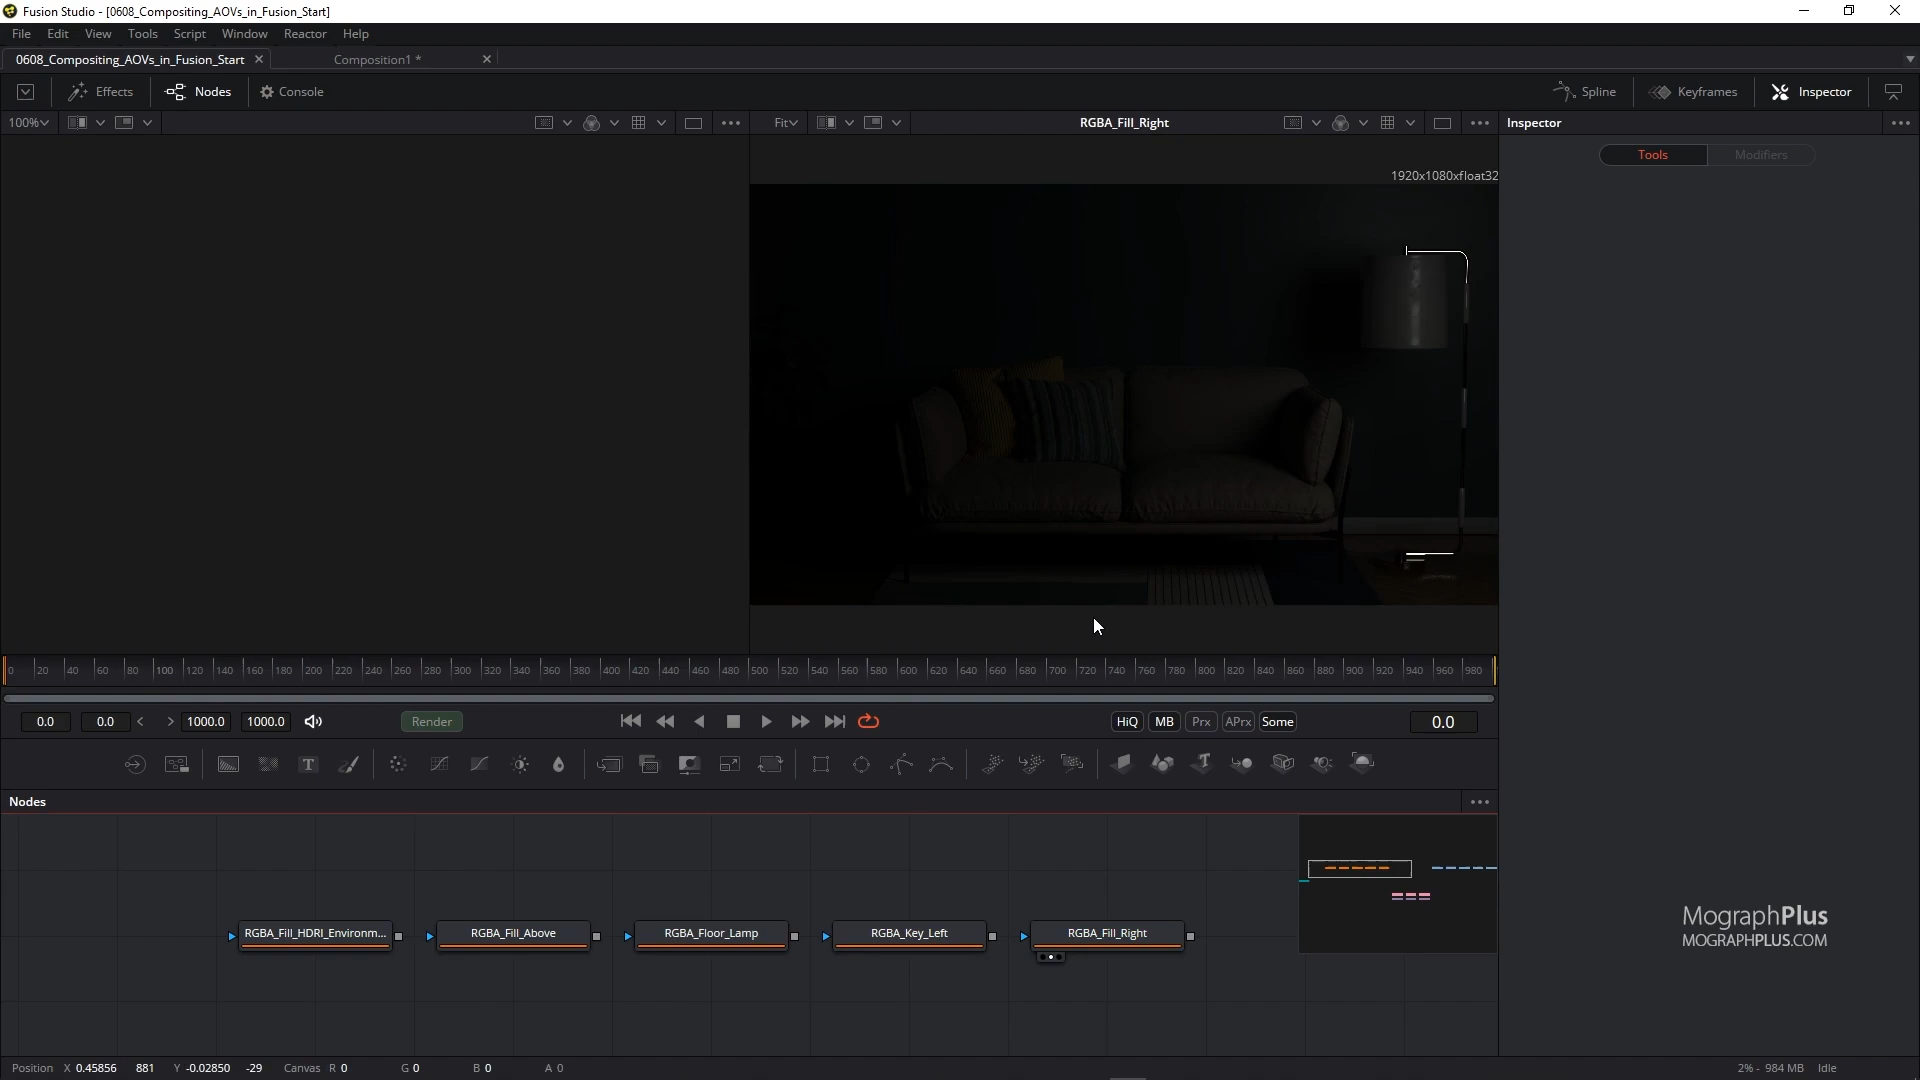 Fusion Studio - [0608_Compositing_AOVs_in_Fusion_Start]
File Edit View Tools Script Window Reactor Help
0608_Compositing_AOVs_in_Fusion_Start Composition1 *
Effects Nodes Console Spline Keyframes Inspector
100% Fit RGBA_Fill_Right Inspector
Tools Modifiers
1920x1080xfloat32
0 20 40 60 80 100 120 140 160 180 200 220 240 260 280 300 320 340 360 380 400 420 440 460 480 500 520 540 560 580 600 620 640 660 680 700 720 740 760 780 800 820 840 860 880 900 920 940 960 980
0.0 0.0 < > 1000.0 1000.0 Render HiQ MB Prx APrx Some 0.0
Nodes
RGBA_Fill_HDRI_Environm... RGBA_Fill_Above RGBA_Floor_Lamp RGBA_Key_Left RGBA_Fill_Right
MographPlus
MOGRAPHPLUS.COM
Position X 0.45856 881 Y -0.02850 -29 Canvas R 0 G 0 B 0 A 0 2% - 984 MB Idle